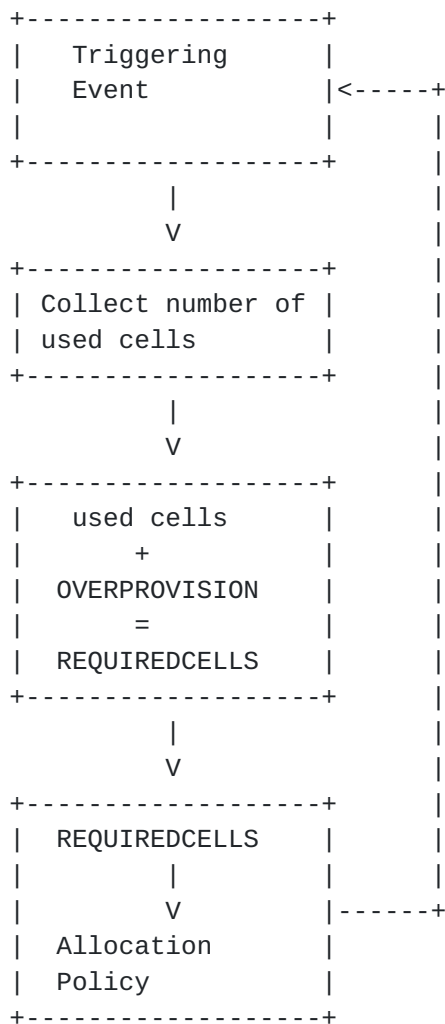 Triggering
Event
Collect number of
used cells
used cells
+
OVERPROVISION
=
REQUIREDCELLS
REQUIREDCELLS
Allocation
Policy